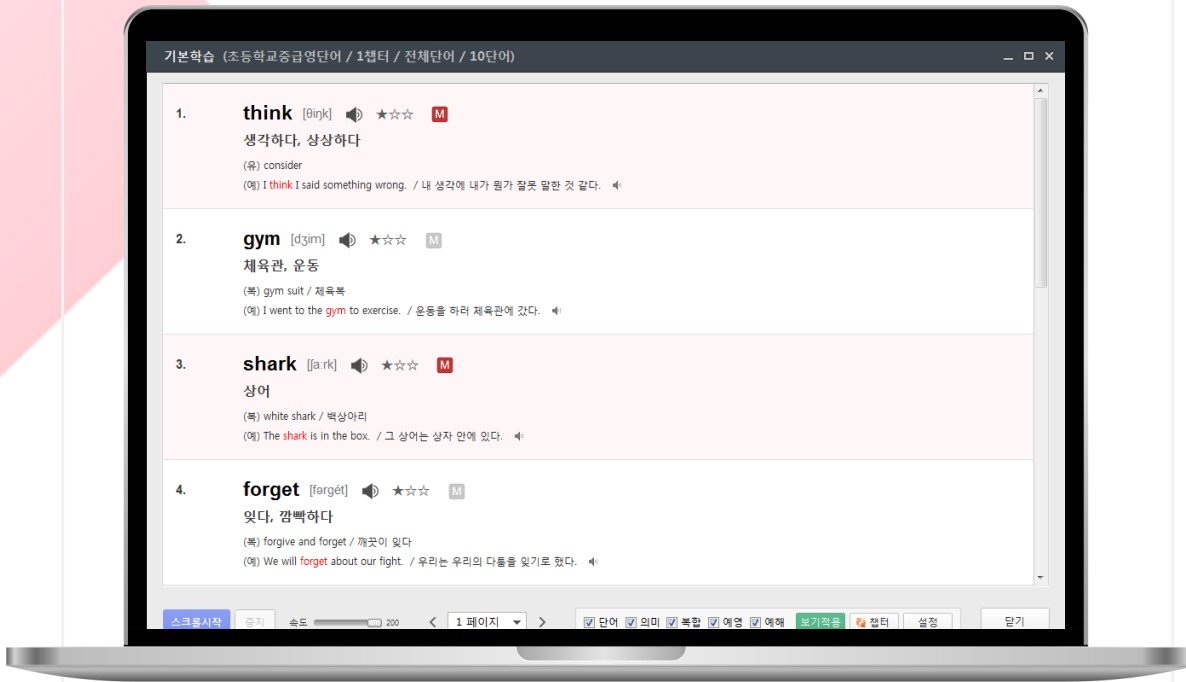 기본학습 (초등학교중급영단어 / 1챕터 / 전체단어 / 10단어)
1. think [θiŋk] ★☆☆ M
생각하다, 상상하다
(유) consider
(예) I think I said something wrong. / 내 생각에 내가 뭔가 잘못 말한 것 같다.
2. gym [dʒim] ★☆☆ M
체육관, 운동
(복) gym suit / 체육복
(예) I went to the gym to exercise. / 운동을 하러 체육관에 갔다.
3. shark [ʃaːrk] ★☆☆ M
상어
(복) white shark / 백상아리
(예) The shark is in the box. / 그 상어는 상자 안에 있다.
4. forget [fərgét] ★☆☆ M
잊다, 깜빡하다
(복) forgive and forget / 깨끗이 잊다
(예) We will forget about our fight. / 우리는 우리의 다툼을 잊기로 했다.
스크롤시작 중지 속도 200 < 1 페이지 > 단어 의미 복합 예영 예해 보기적용 챕터 설정 닫기